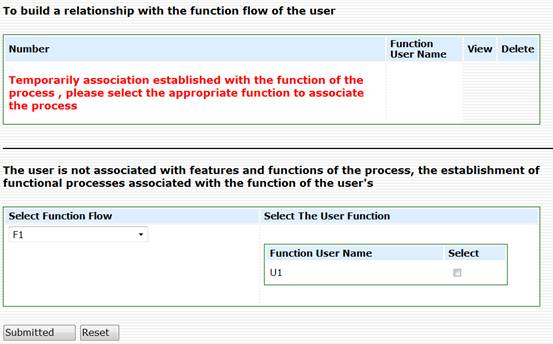 To build a relationship with the function flow of the user
Number Function User Name View Delete
Temporarily association established with the function of the
process , please select the appropriate function to associate
the process
The user is not associated with features and functions of the process, the establishment of
functional processes associated with the function of the user's
Select Function Flow Select The User Function
F1
Function User Name Select
U1
Submitted Reset